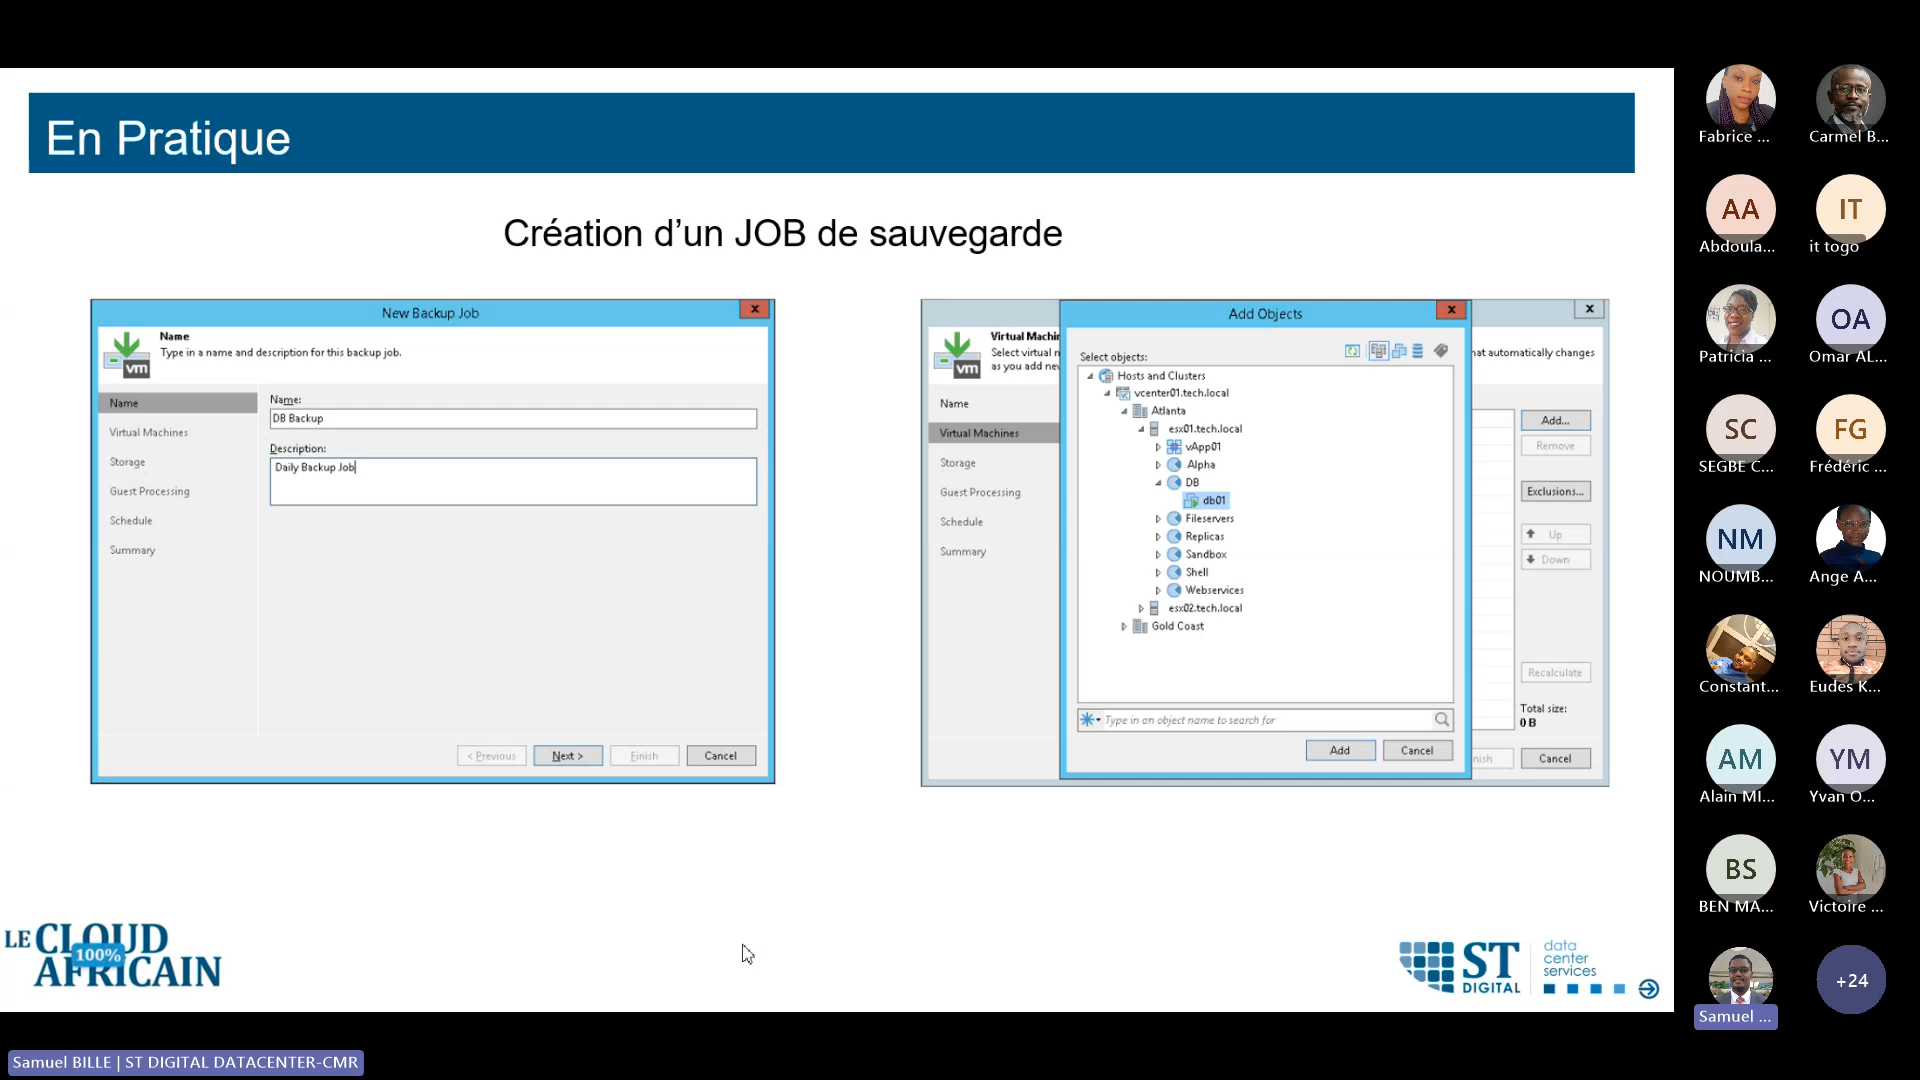 En Pratique
Création d'un JOB de sauvegarde
New Backup Job
x
Name
Type in a name and description for this backup job.
vm
Name
Virtual Machines
Storage
Guest Processing
Schedule
Summary
Name:
DB Backup
Description:
Daily Backup Job
< Previous
Next >
Finish
Cancel
x
Virtual Machin
Select virtual n
as you add new
hat automatically changes
vm
Name
Virtual Machines
Storage
Guest Processing
Schedule
Summary
Add Objects
x
Select objects:
Hosts and Clusters
vcenter01.tech.local
Atlanta
esx01.tech.local
vApp01
Alpha
DB
db01
Fileservers
Replicas
Sandbox
Shell
Webservices
esx02.tech.local
Gold Coast
Type in an object name to search for
Add
Cancel
Add...
Remove
Exclusions...
Up
Down
Recalculate
Total size:
0 B
nish
Cancel
LE CLOUD
100%
AFRICAIN
ST
DIGITAL
data
center
services
Fabrice ...
Carmel B...
AA
Abdoula...
IT
it togo
Patricia ...
OA
Omar AL...
SC
SEGBE C...
FG
Frédéric ...
NM
NOUMB...
Ange A...
Constant...
Eudes K...
AM
Alain MI...
YM
Yvan O...
BS
BEN MA...
Victoire ...
Samuel ...
+24
Samuel BILLE | ST DIGITAL DATACENTER-CMR